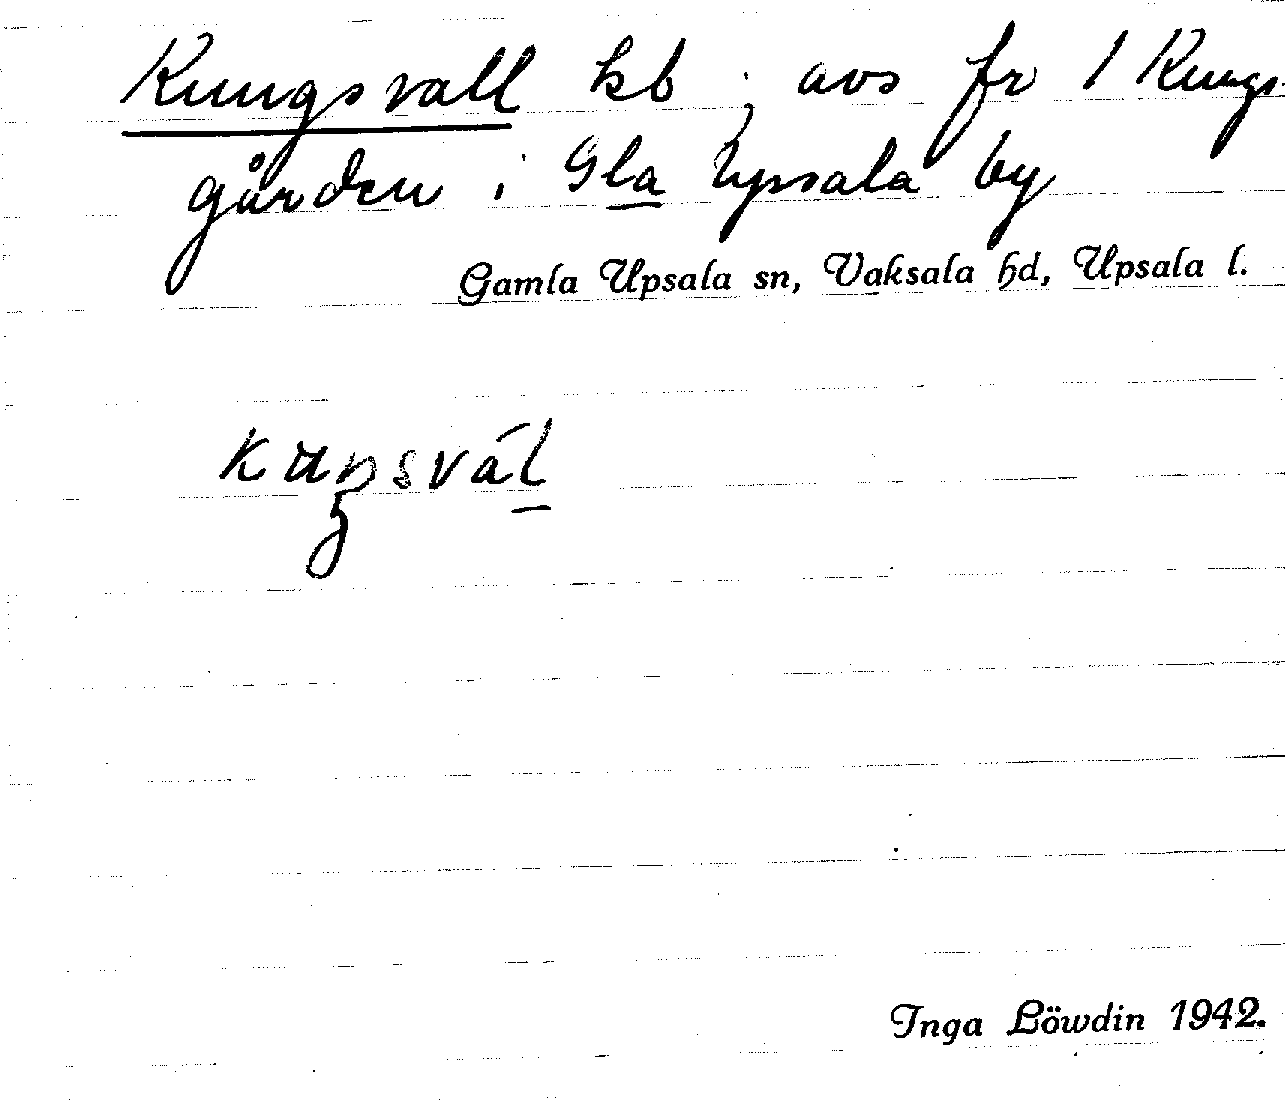 Kungsvall kb; avs fr 1 Kungs-
gården i Gla Upsala by
Gamla Upsala sn, Vaksala hd, Upsala l.
kuŋsvál
Inga Löwdin 1942.